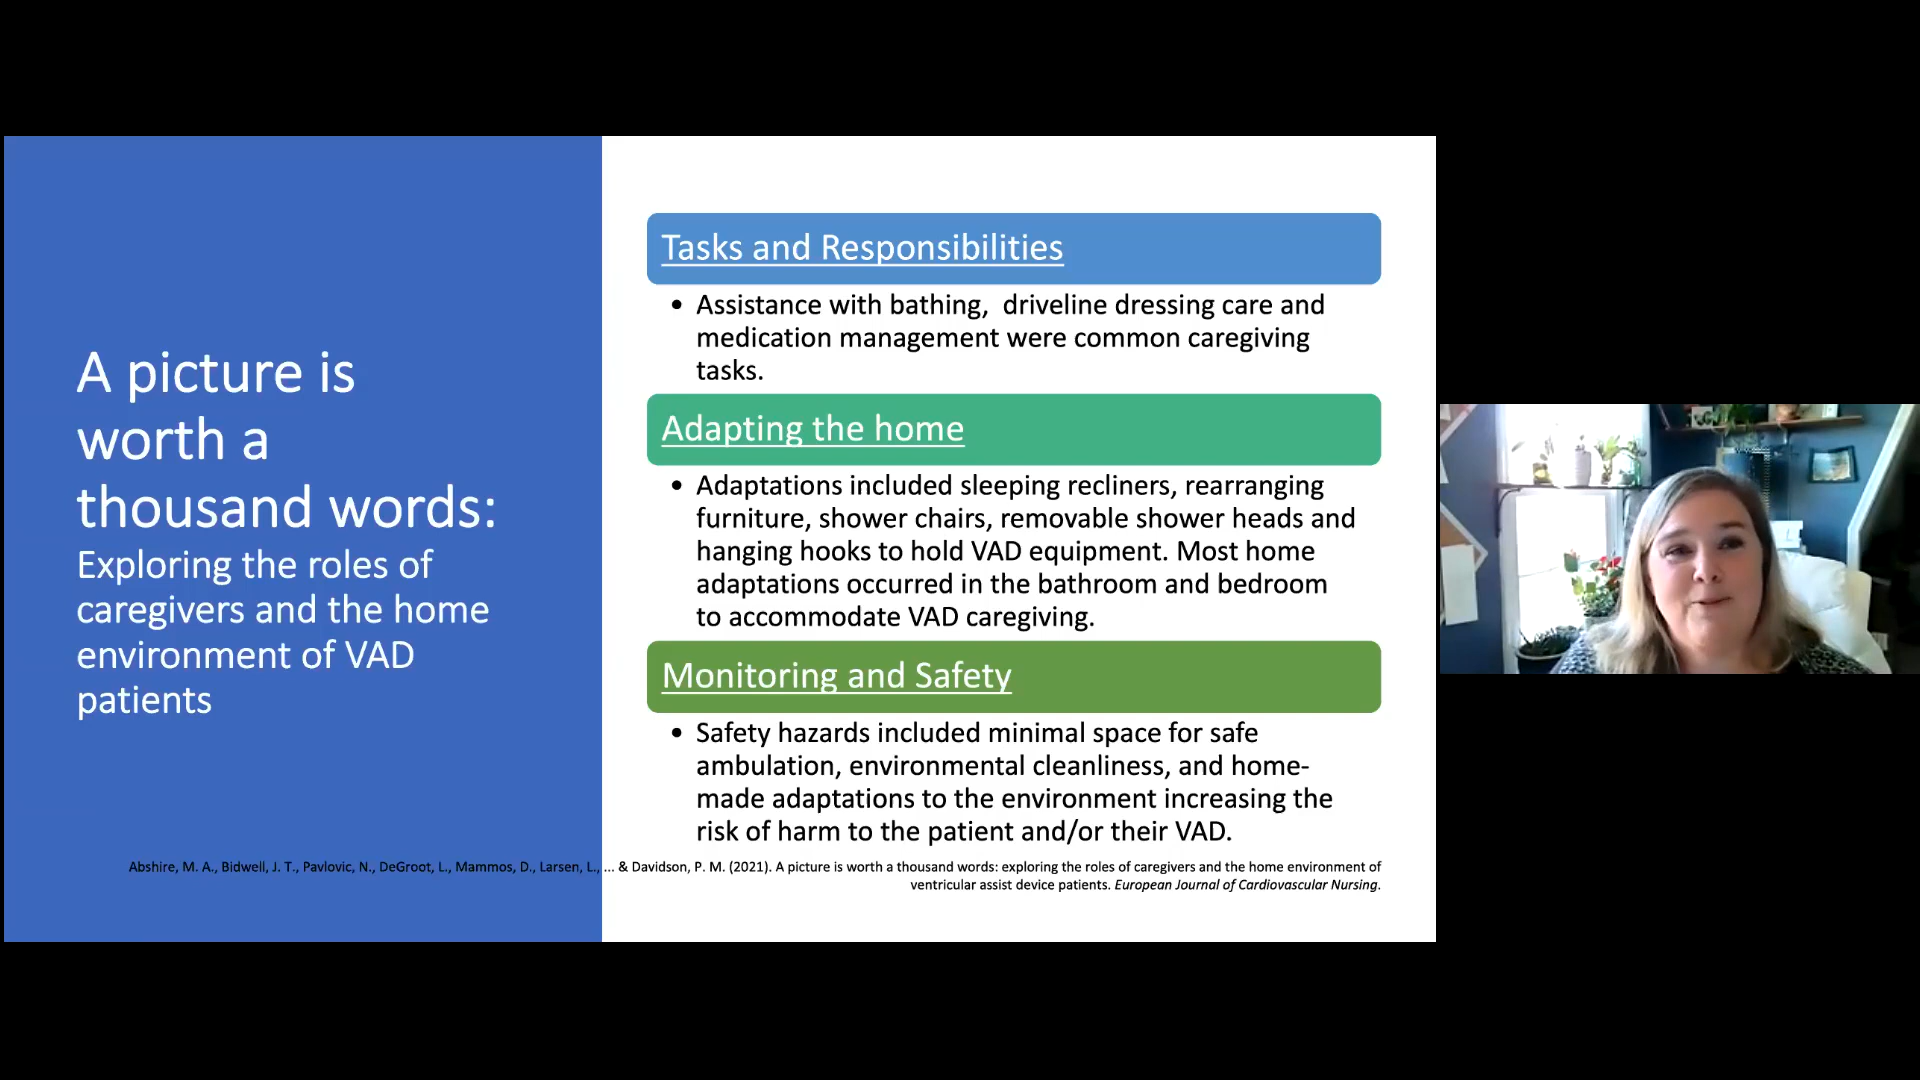 A picture is
worth a
thousand words:
Exploring the roles of
caregivers and the home
environment of VAD
patients
Tasks and Responsibilities
• Assistance with bathing,  driveline dressing care and
medication management were common caregiving
tasks.
Adapting the home
• Adaptations included sleeping recliners, rearranging
furniture, shower chairs, removable shower heads and
hanging hooks to hold VAD equipment. Most home
adaptations occurred in the bathroom and bedroom
to accommodate VAD caregiving.
Monitoring and Safety
• Safety hazards included minimal space for safe
ambulation, environmental cleanliness, and home-
made adaptations to the environment increasing the
risk of harm to the patient and/or their VAD.
Abshire, M. A., Bidwell, J. T., Pavlovic, N., DeGroot, L., Mammos, D., Larsen, L., ... & Davidson, P. M. (2021). A picture is worth a thousand words: exploring the roles of caregivers and the home environment of
ventricular assist device patients. European Journal of Cardiovascular Nursing.